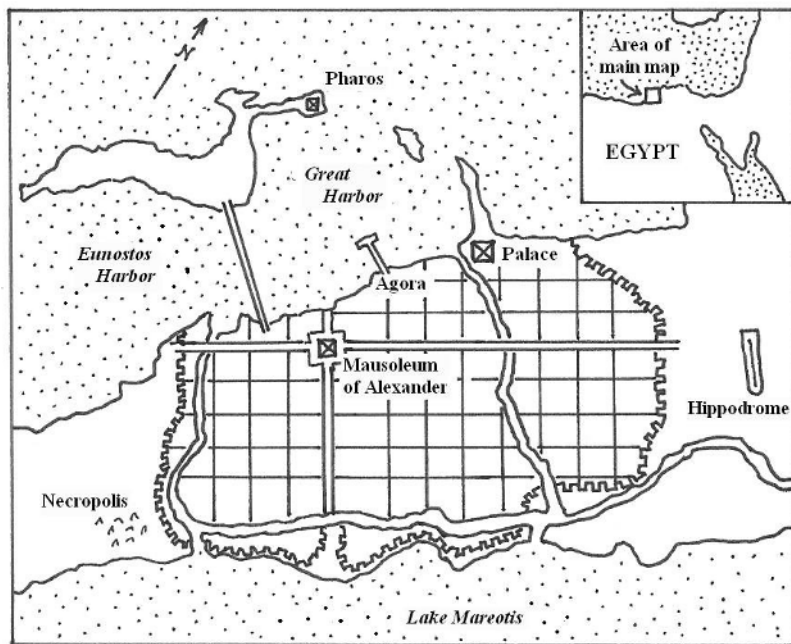 N
Pharos
Area of
main map
EGYPT
Great
Harbor
Eunostos
Harbor
Palace
Agora
Mausoleum
of Alexander
Hippodrome
Necropolis
Lake Mareotis